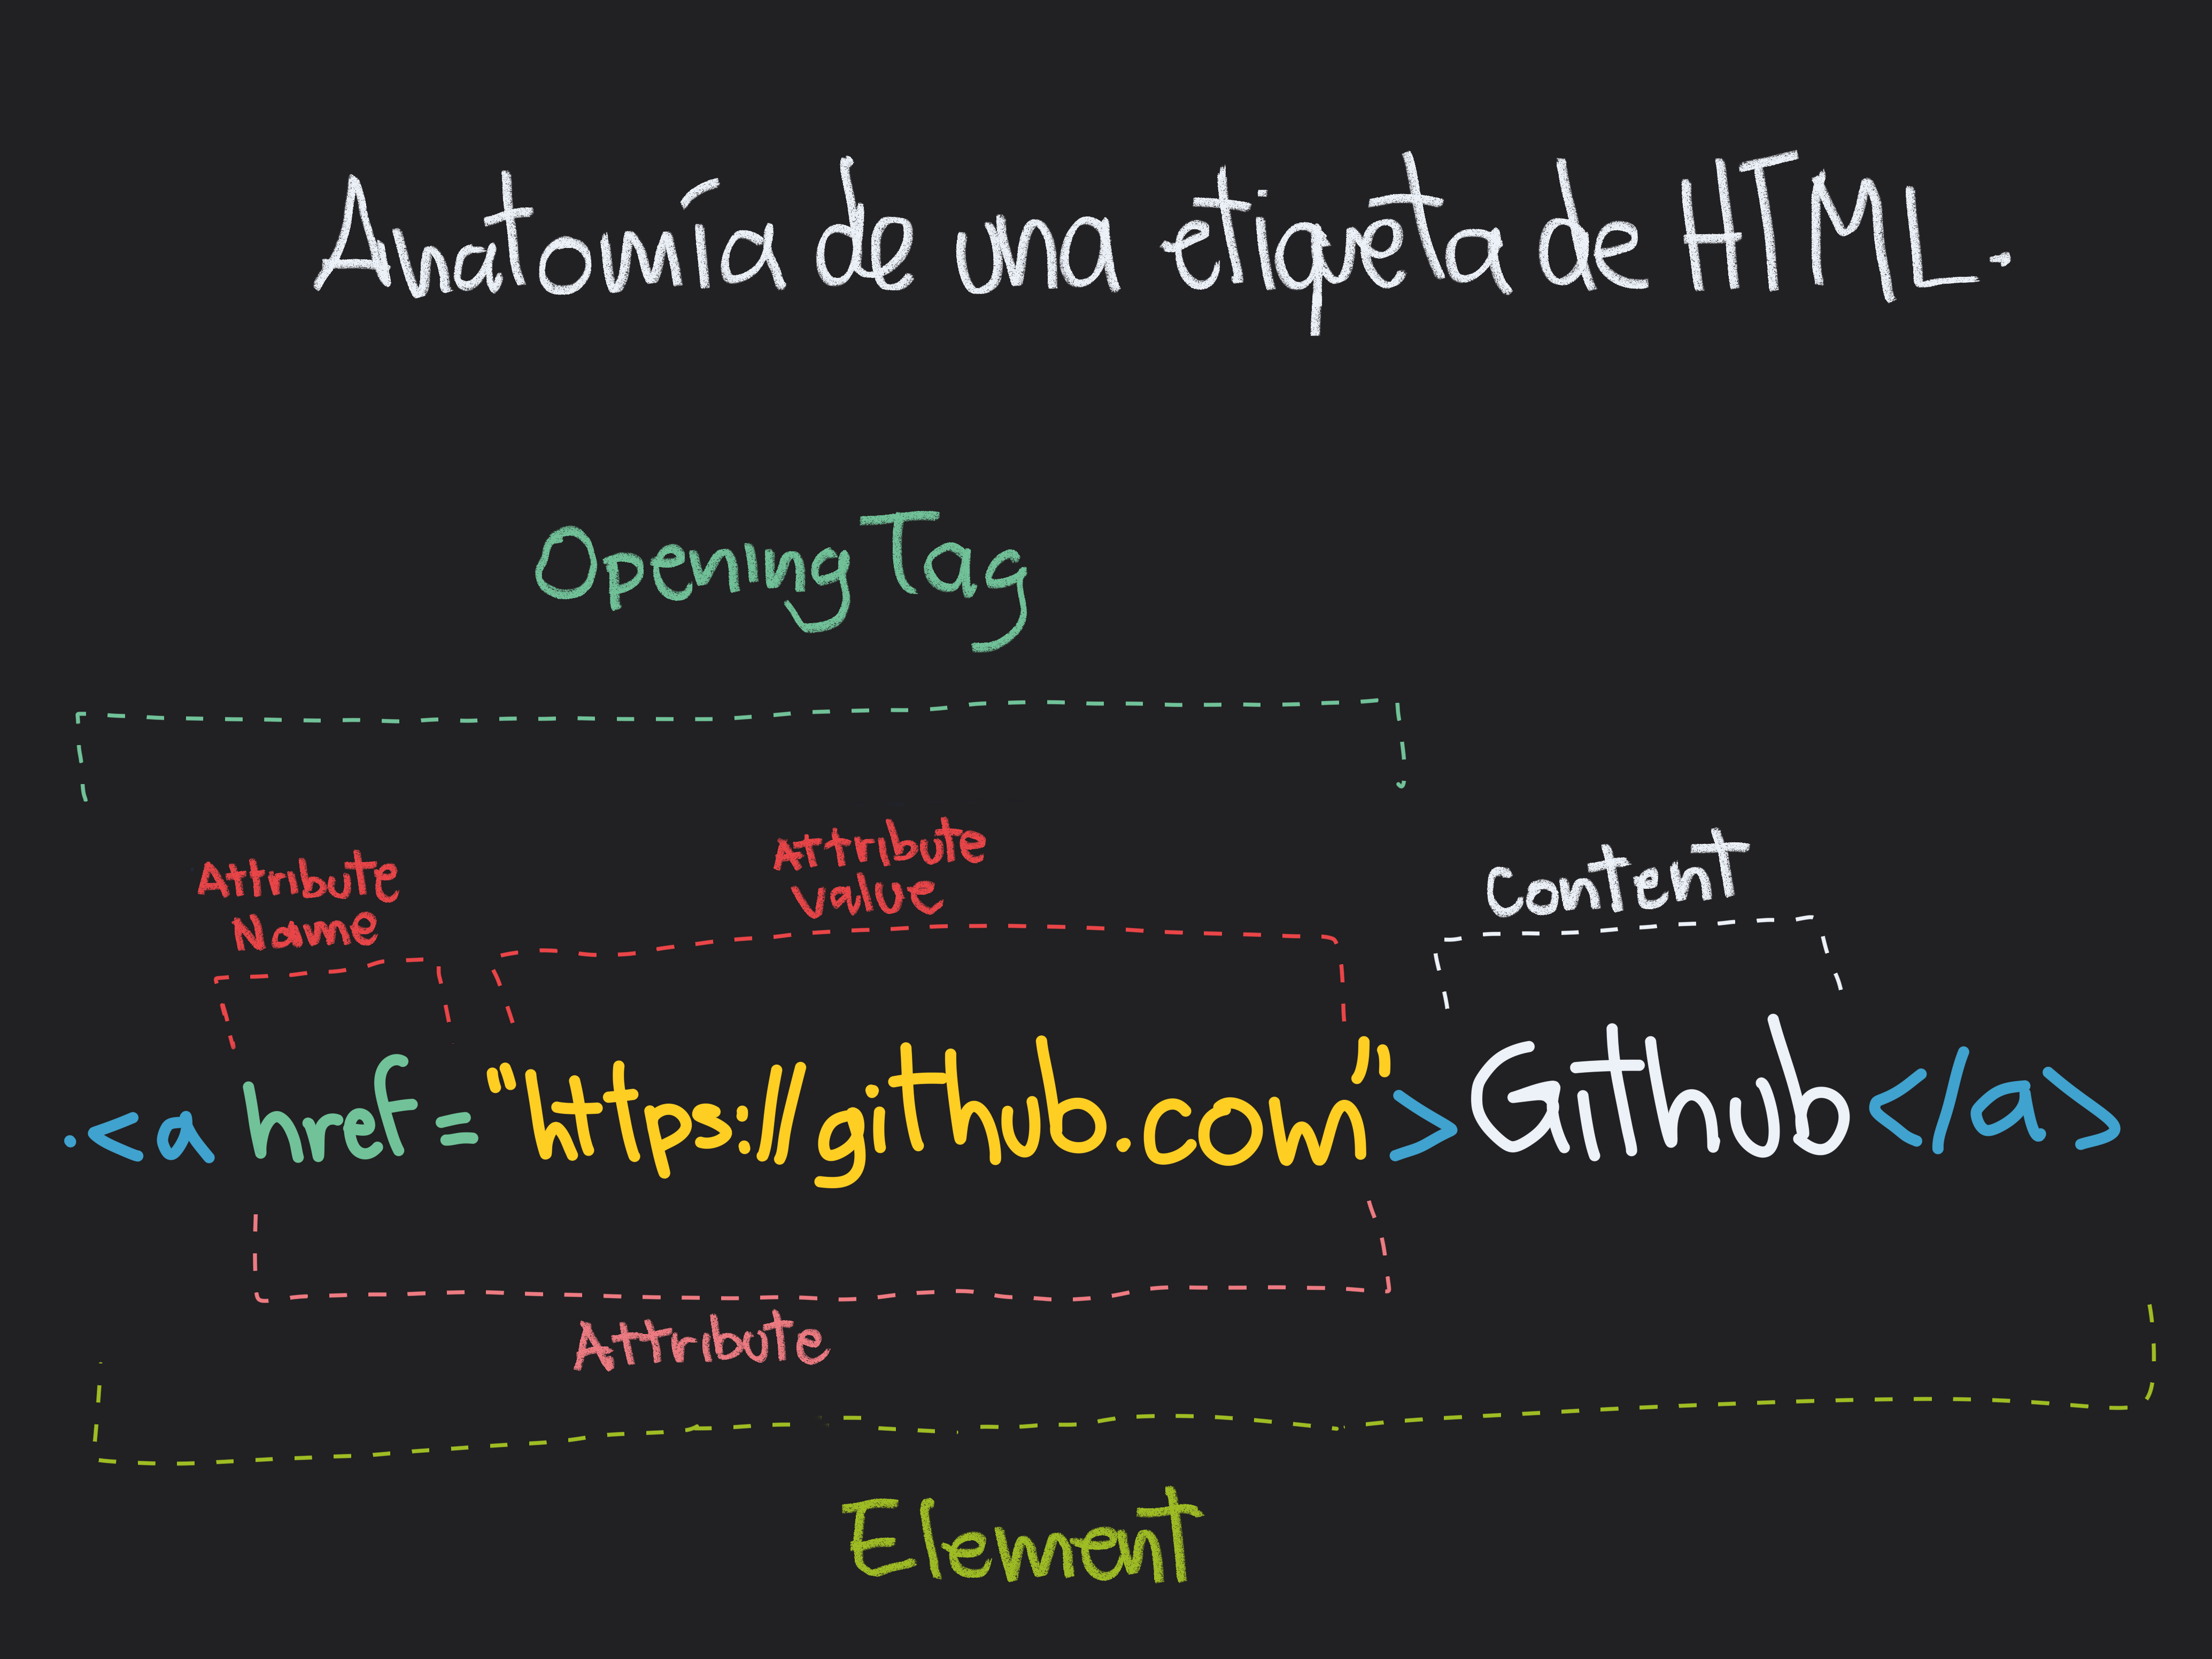 Anatomía de una etiqueta de HTML.
Opening Tag
Attribute
Name
Attribute
Value
Content
.<a href="https://github.com">Github</a>
Attribute
Element